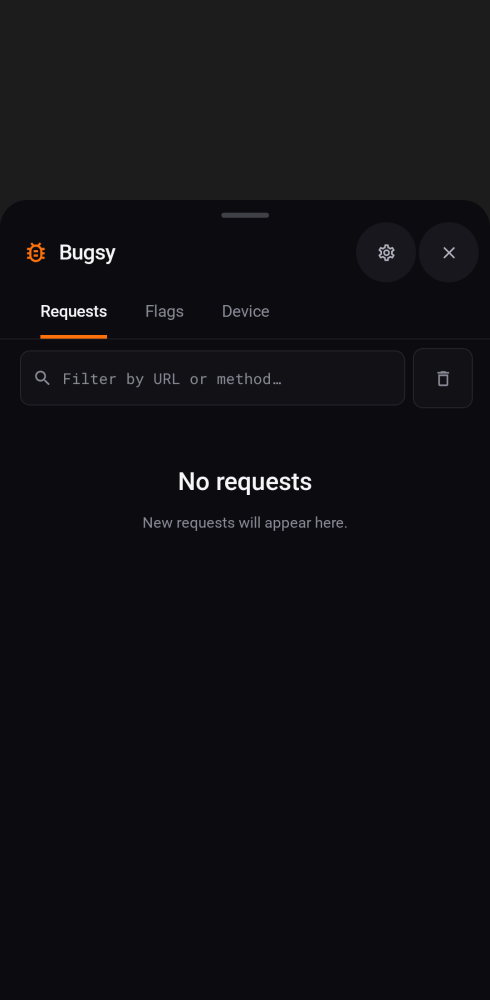 Bugsy
Requests
Flags
Device
Filter by URL or method…
No requests
New requests will appear here.